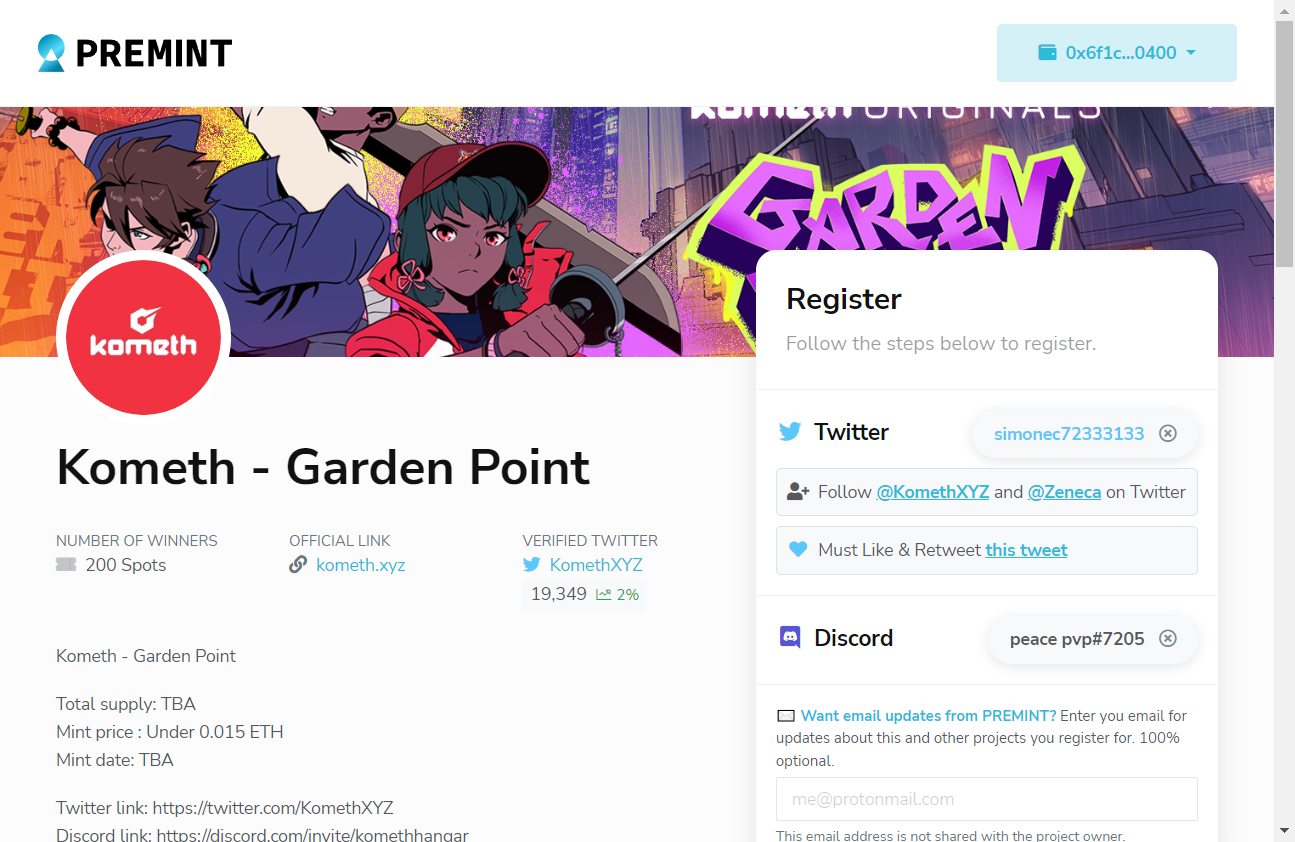 PREMINT
0x6f1c...0400
kometh ORIGINALS
GARDEN
kometh
Kometh - Garden Point
NUMBER OF WINNERS
200 Spots
OFFICIAL LINK
kometh.xyz
VERIFIED TWITTER
KomethXYZ
19,349 2%
Kometh - Garden Point
Total supply: TBA
Mint price : Under 0.015 ETH
Mint date: TBA
Twitter link: https://twitter.com/KomethXYZ
Discord link: https://discord.com/invite/komethhangar
Register
Follow the steps below to register.
Twitter
simonec72333133
Follow @KomethXYZ and @Zeneca on Twitter
Must Like & Retweet this tweet
Discord
peace pvp#7205
Want email updates from PREMINT? Enter you email for
updates about this and other projects you register for. 100%
optional.
me@protonmail.com
This email address is not shared with the project owner.